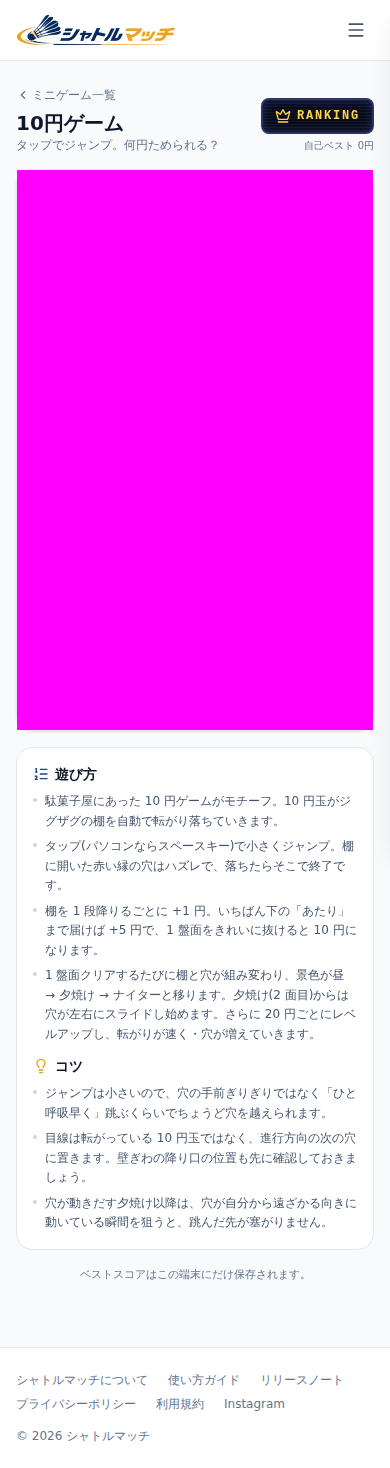 シャトルマッチ
ミニゲーム一覧
10円ゲーム
タップでジャンプ。何円ためられる？
RANKING
自己ベスト 0円
遊び方
駄菓子屋にあった 10 円ゲームがモチーフ。10 円玉がジ
グザグの棚を自動で転がり落ちていきます。
タップ(パソコンならスペースキー)で小さくジャンプ。棚
に開いた赤い縁の穴はハズレで、落ちたらそこで終了で
す。
棚を 1 段降りるごとに +1 円。いちばん下の「あたり」
まで届けば +5 円で、1 盤面をきれいに抜けると 10 円に
なります。
1 盤面クリアするたびに棚と穴が組み変わり、景色が昼
→ 夕焼け → ナイターと移ります。夕焼け(2 面目)からは
穴が左右にスライドし始めます。さらに 20 円ごとにレベ
ルアップし、転がりが速く・穴が増えていきます。
コツ
ジャンプは小さいので、穴の手前ぎりぎりではなく「ひと
呼吸早く」跳ぶくらいでちょうど穴を越えられます。
目線は転がっている 10 円玉ではなく、進行方向の次の穴
に置きます。壁ぎわの降り口の位置も先に確認しておきま
しょう。
穴が動きだす夕焼け以降は、穴が自分から遠ざかる向きに
動いている瞬間を狙うと、跳んだ先が塞がりません。
ベストスコアはこの端末にだけ保存されます。
シャトルマッチについて 使い方ガイド リリースノート
プライバシーポリシー 利用規約 Instagram
© 2026 シャトルマッチ